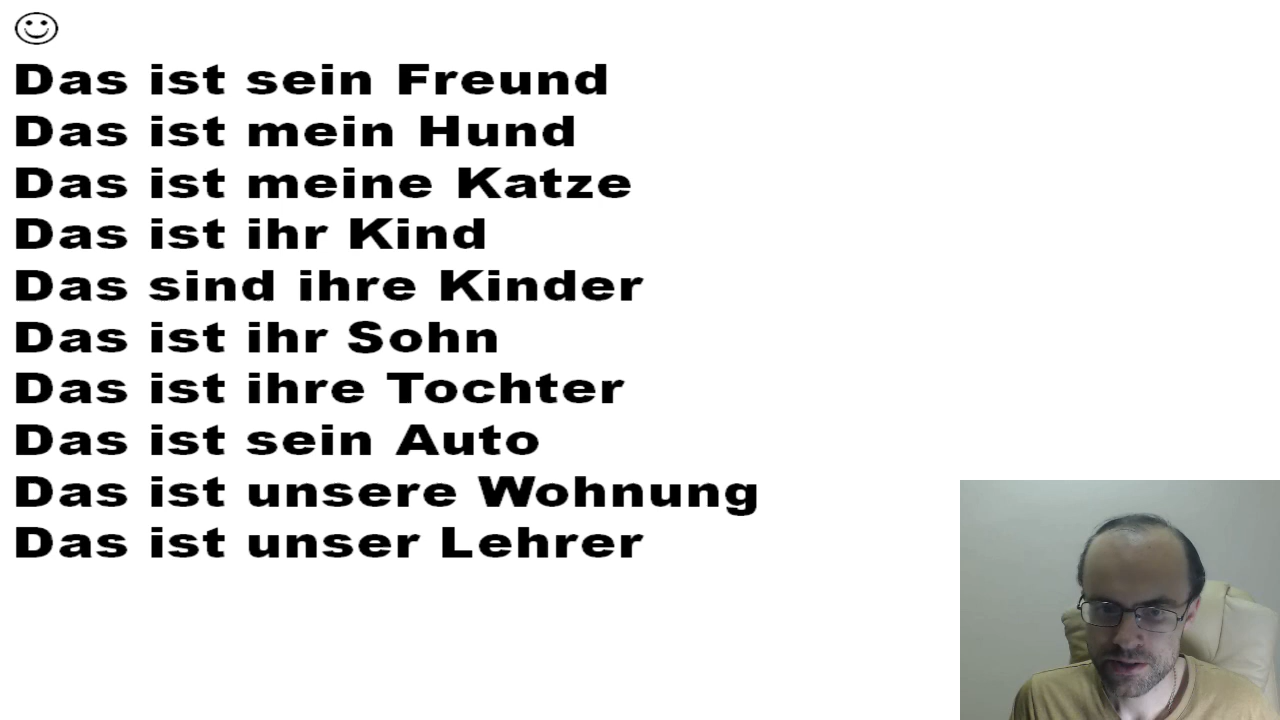 Das ist sein Freund
Das ist mein Hund
Das ist meine Katze
Das ist ihr Kind
Das sind ihre Kinder
Das ist ihr Sohn
Das ist ihre Tochter
Das ist sein Auto
Das ist unsere Wohnung
Das ist unser Lehrer